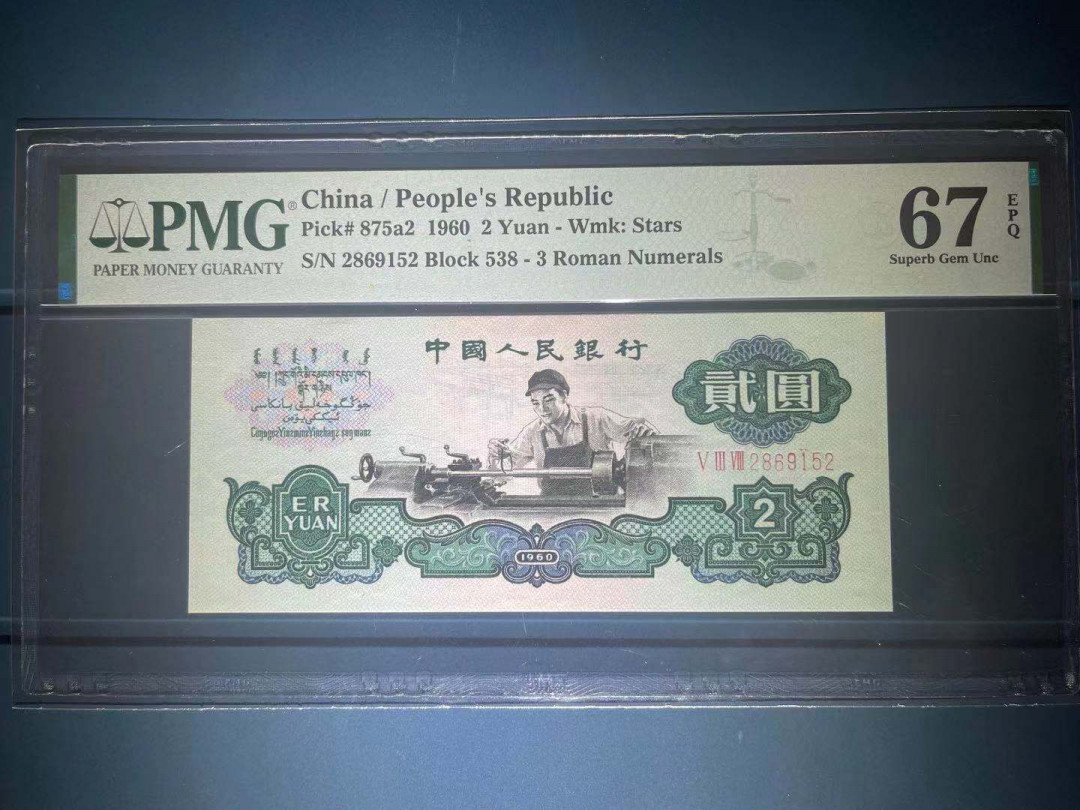 PMG®
PAPER MONEY GUARANTY
China / People's Republic
Pick# 875a2 1960 2 Yuan - Wmk: Stars
S/N 2869152 Block 538 - 3 Roman Numerals
67
EPQ
Superb Gem Unc
中國人民銀行
貳圓
V III VIII 2869152
ER
YUAN
2
1960